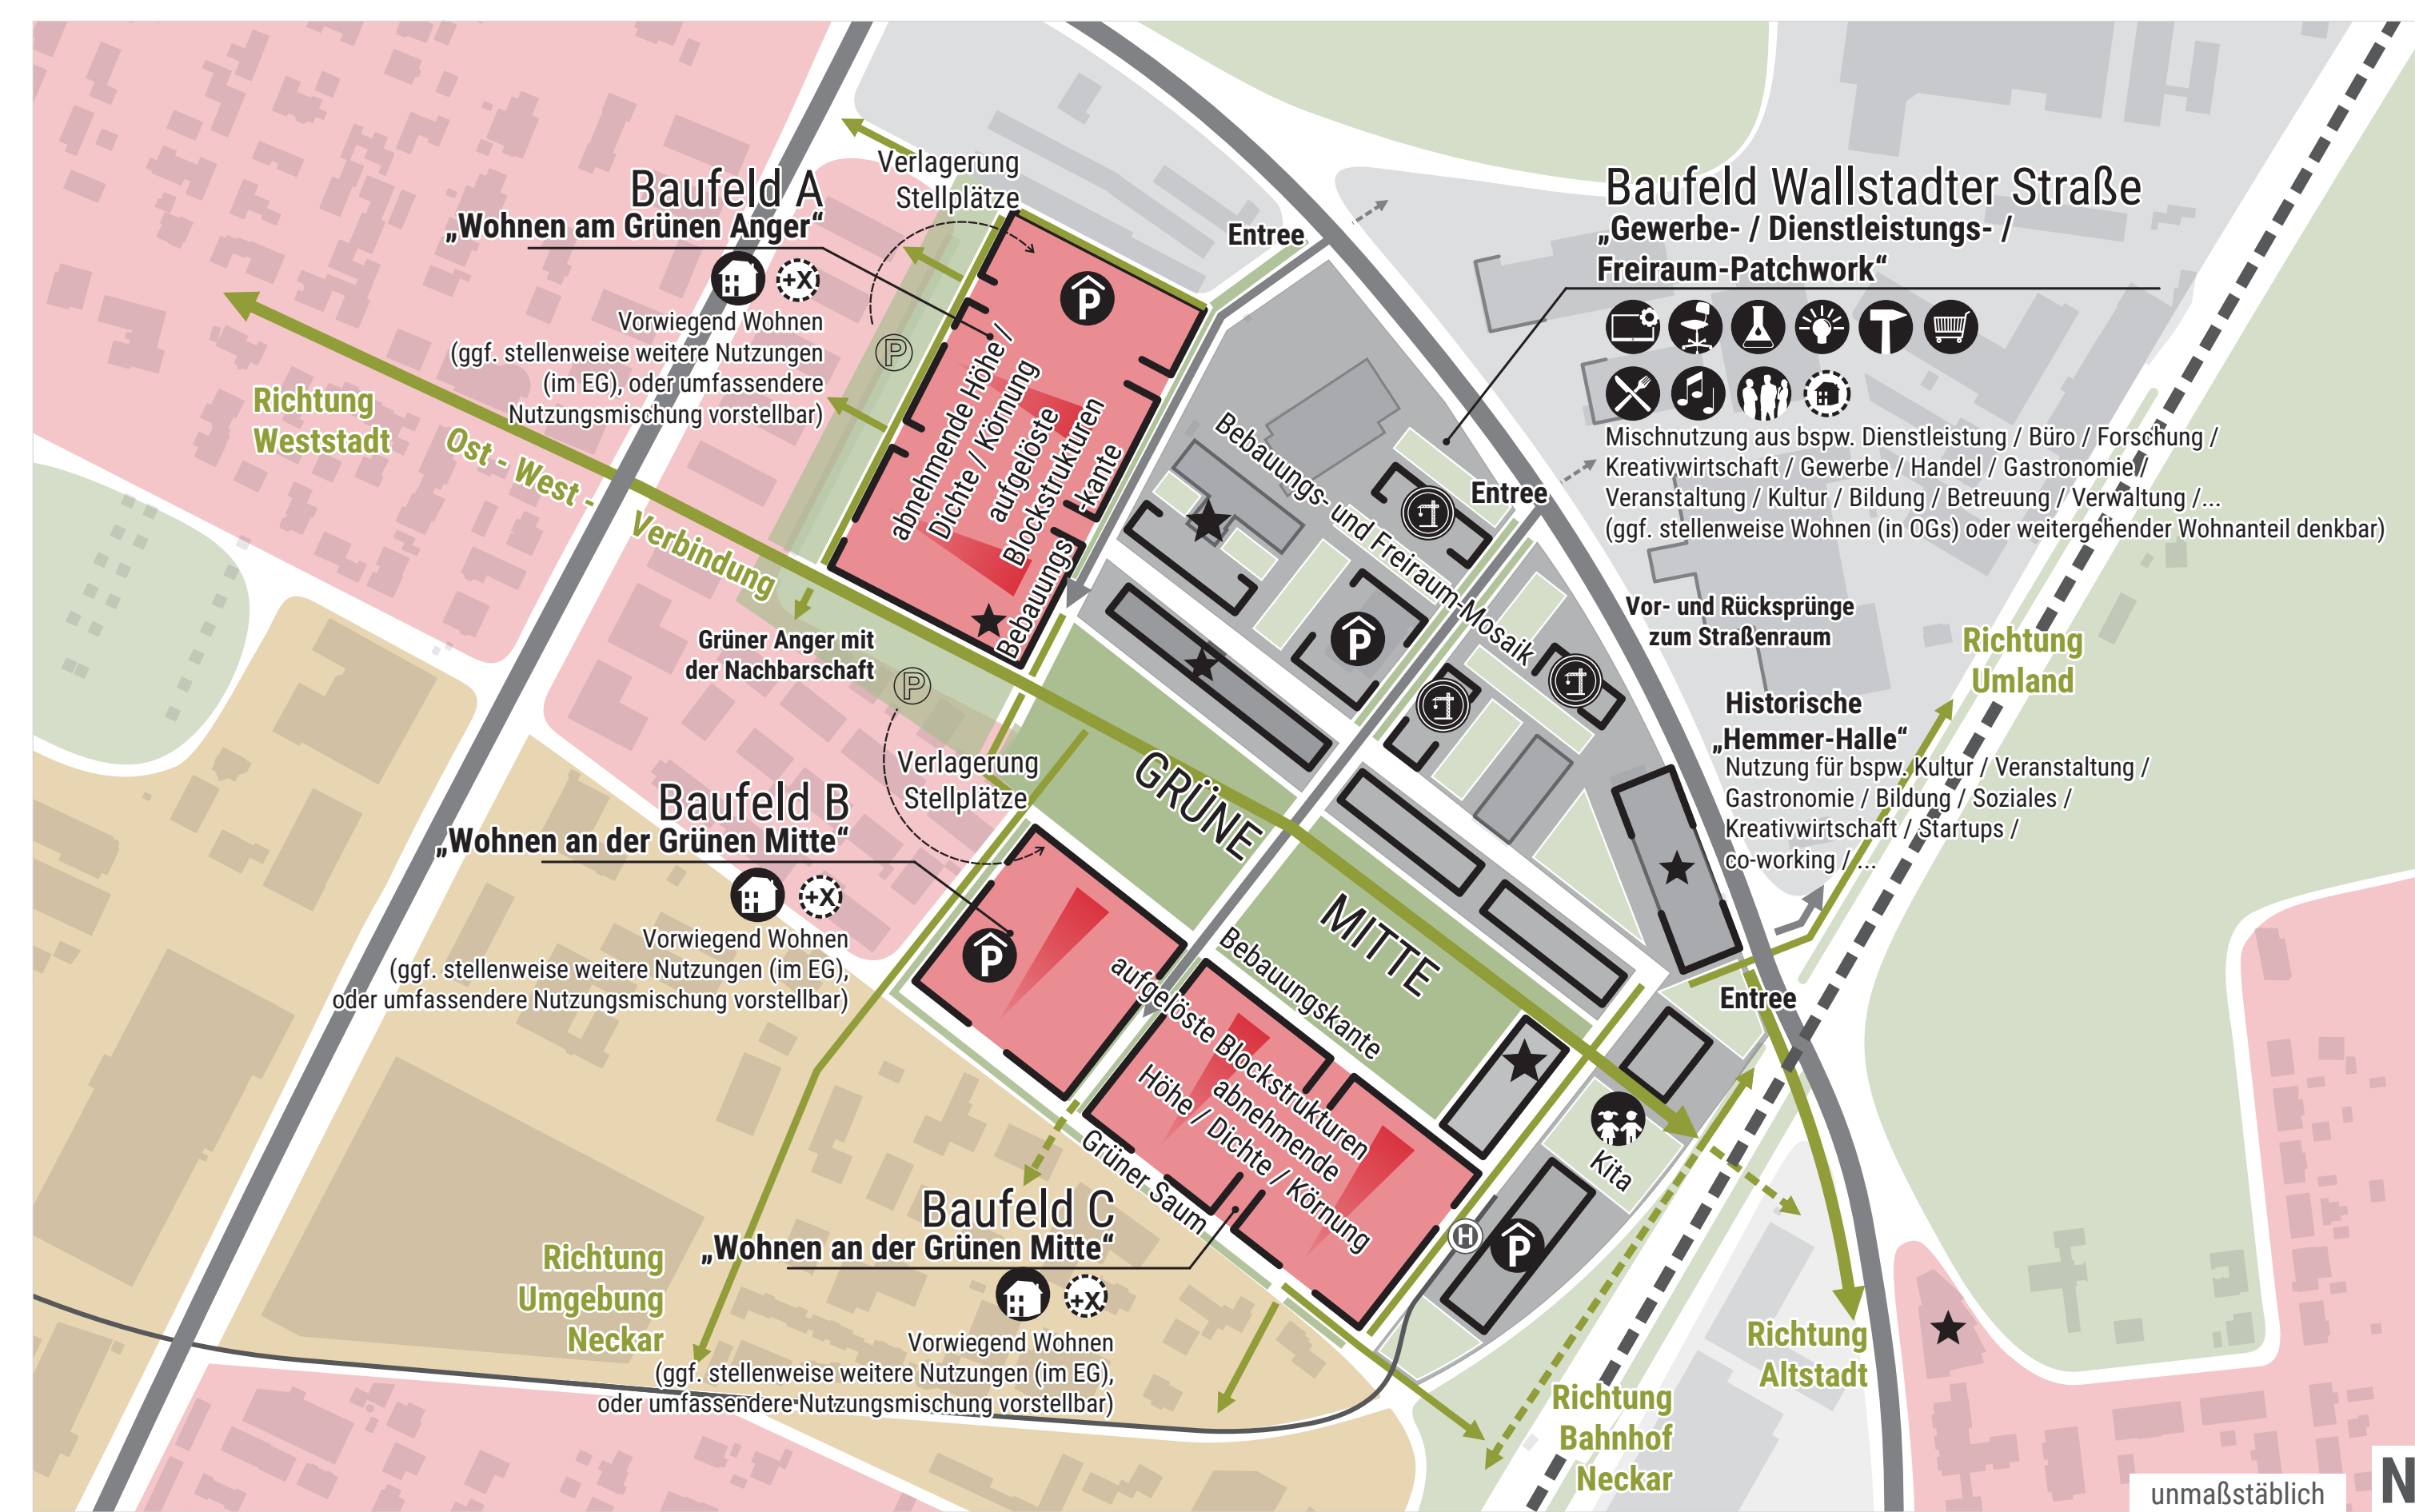 Verlagerung
Stellplätze
Baufeld A
„Wohnen am Grünen Anger“
+X
Vorwiegend Wohnen
(ggf. stellenweise weitere Nutzungen
(im EG), oder umfassendere
Nutzungsmischung vorstellbar)
P
P
abnehmende Höhe /
Dichte / Körnung
aufgelöste
Blockstrukturen
Bebauungs-
-kante
Entree
Baufeld Wallstadter Straße
„Gewerbe- / Dienstleistungs- /
Freiraum-Patchwork“
Mischnutzung aus bspw. Dienstleistung / Büro / Forschung /
Kreativwirtschaft / Gewerbe / Handel / Gastronomie /
Veranstaltung / Kultur / Bildung / Betreuung / Verwaltung /...
(ggf. stellenweise Wohnen (in OGs) oder weitergehender Wohnanteil denkbar)
Richtung
Weststadt
Ost - West -
Verbindung
Bebauungs- und Freiraum-Mosaik
Entree
P
Grüner Anger mit
der Nachbarschaft
P
Vor- und Rücksprünge
zum Straßenraum
Richtung
Umland
Historische
„Hemmer-Halle“
Nutzung für bspw. Kultur / Veranstaltung /
Gastronomie / Bildung / Soziales /
Kreativwirtschaft / Startups /
co-working / ...
Verlagerung
Stellplätze
GRÜNE
MITTE
Baufeld B
„Wohnen an der Grünen Mitte“
+X
Vorwiegend Wohnen
(ggf. stellenweise weitere Nutzungen (im EG),
oder umfassendere Nutzungsmischung vorstellbar)
P
Bebauungskante
aufgelöste Blockstrukturen
abnehmende
Höhe / Dichte / Körnung
Entree
Kita
Grüner Saum
Baufeld C
„Wohnen an der Grünen Mitte“
+X
Vorwiegend Wohnen
(ggf. stellenweise weitere Nutzungen (im EG),
oder umfassendere Nutzungsmischung vorstellbar)
H
P
Richtung
Umgebung
Neckar
Richtung
Altstadt
Richtung
Bahnhof
Neckar
unmaßstäblich
N